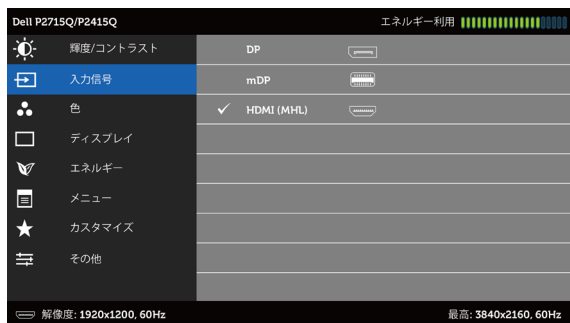 Dell P2715Q/P2415Q エネルギー利用
輝度/コントラスト DP
入力信号 mDP
色 HDMI (MHL)
ディスプレイ
エネルギー
メニュー
カスタマイズ
その他
解像度: 1920x1200, 60Hz 最高: 3840x2160, 60Hz